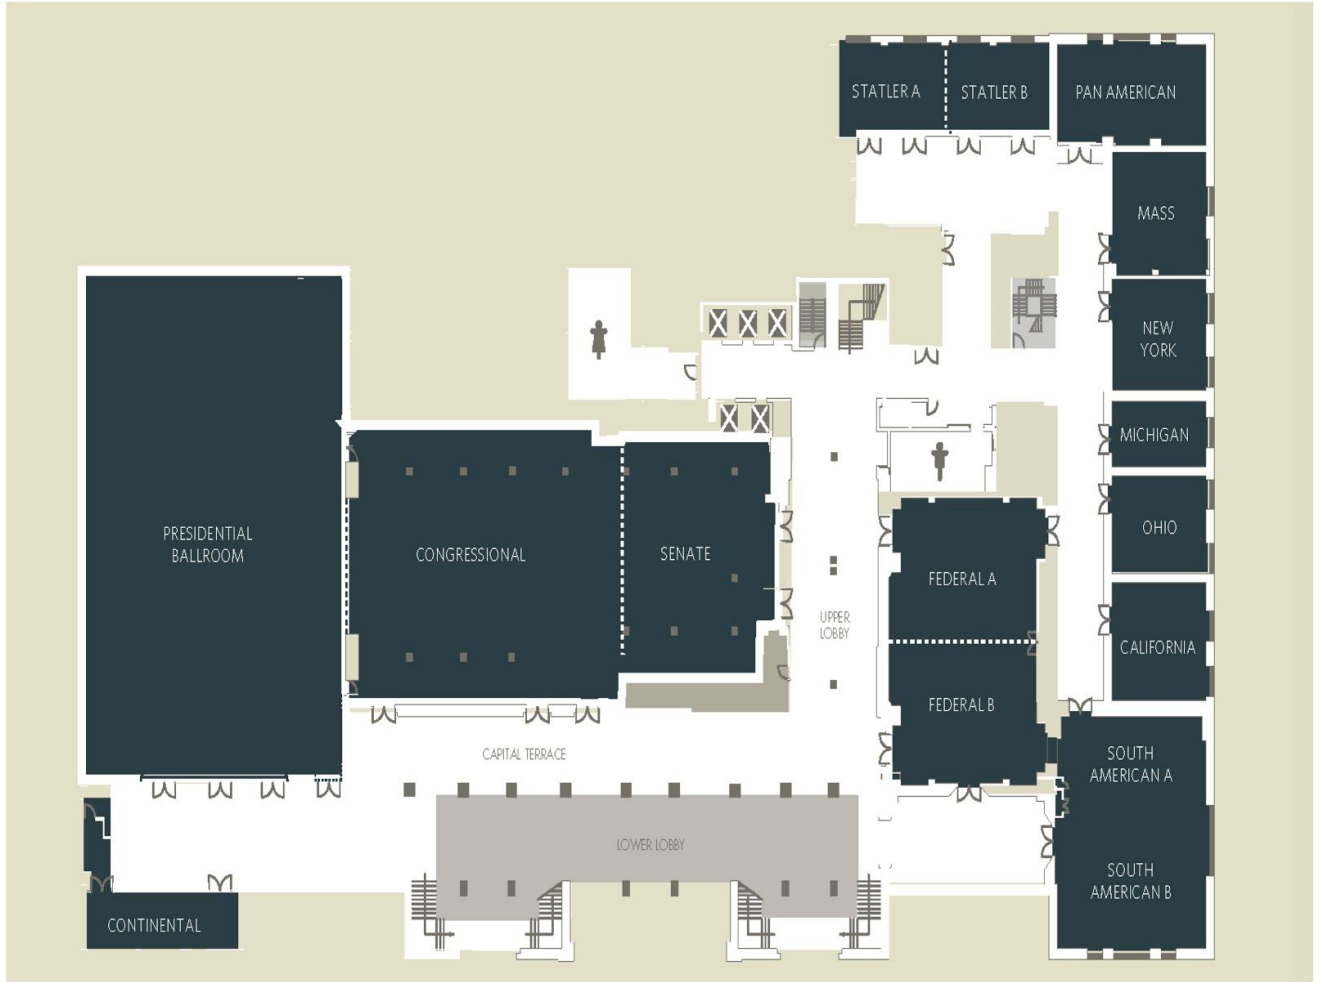 STATLER A
STATLER B
PAN AMERICAN
MASS
NEW
YORK
MICHIGAN
OHIO
CALIFORNIA
PRESIDENTIAL
BALLROOM
CONGRESSIONAL
SENATE
UPPER
LOBBY
FEDERAL A
FEDERAL B
CAPITAL TERRACE
SOUTH
AMERICAN A
LOWER LOBBY
SOUTH
AMERICAN B
CONTINENTAL